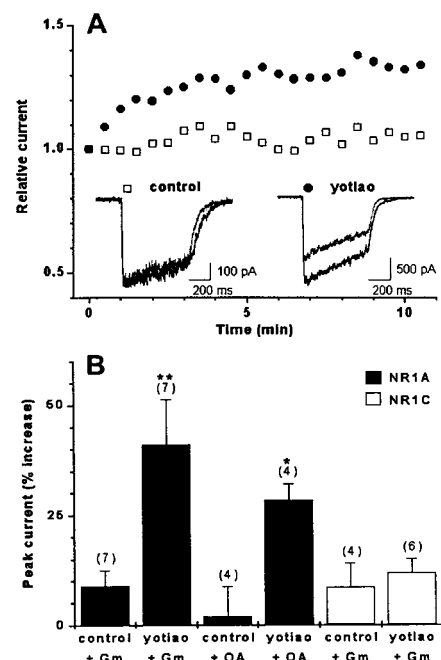 A
1.5
1.0
0.5
Relative current
control
yotiao
100 pA
200 ms
500 pA
200 ms
0
5
10
Time (min)
B
NR1A
NR1C
60
25
0
Peak current (% increase)
(7)
**
(7)
(4)
*
(4)
(4)
(6)
control yotiao control yotiao control yotiao
+ Gm + Gm + OA + OA + Gm + Gm